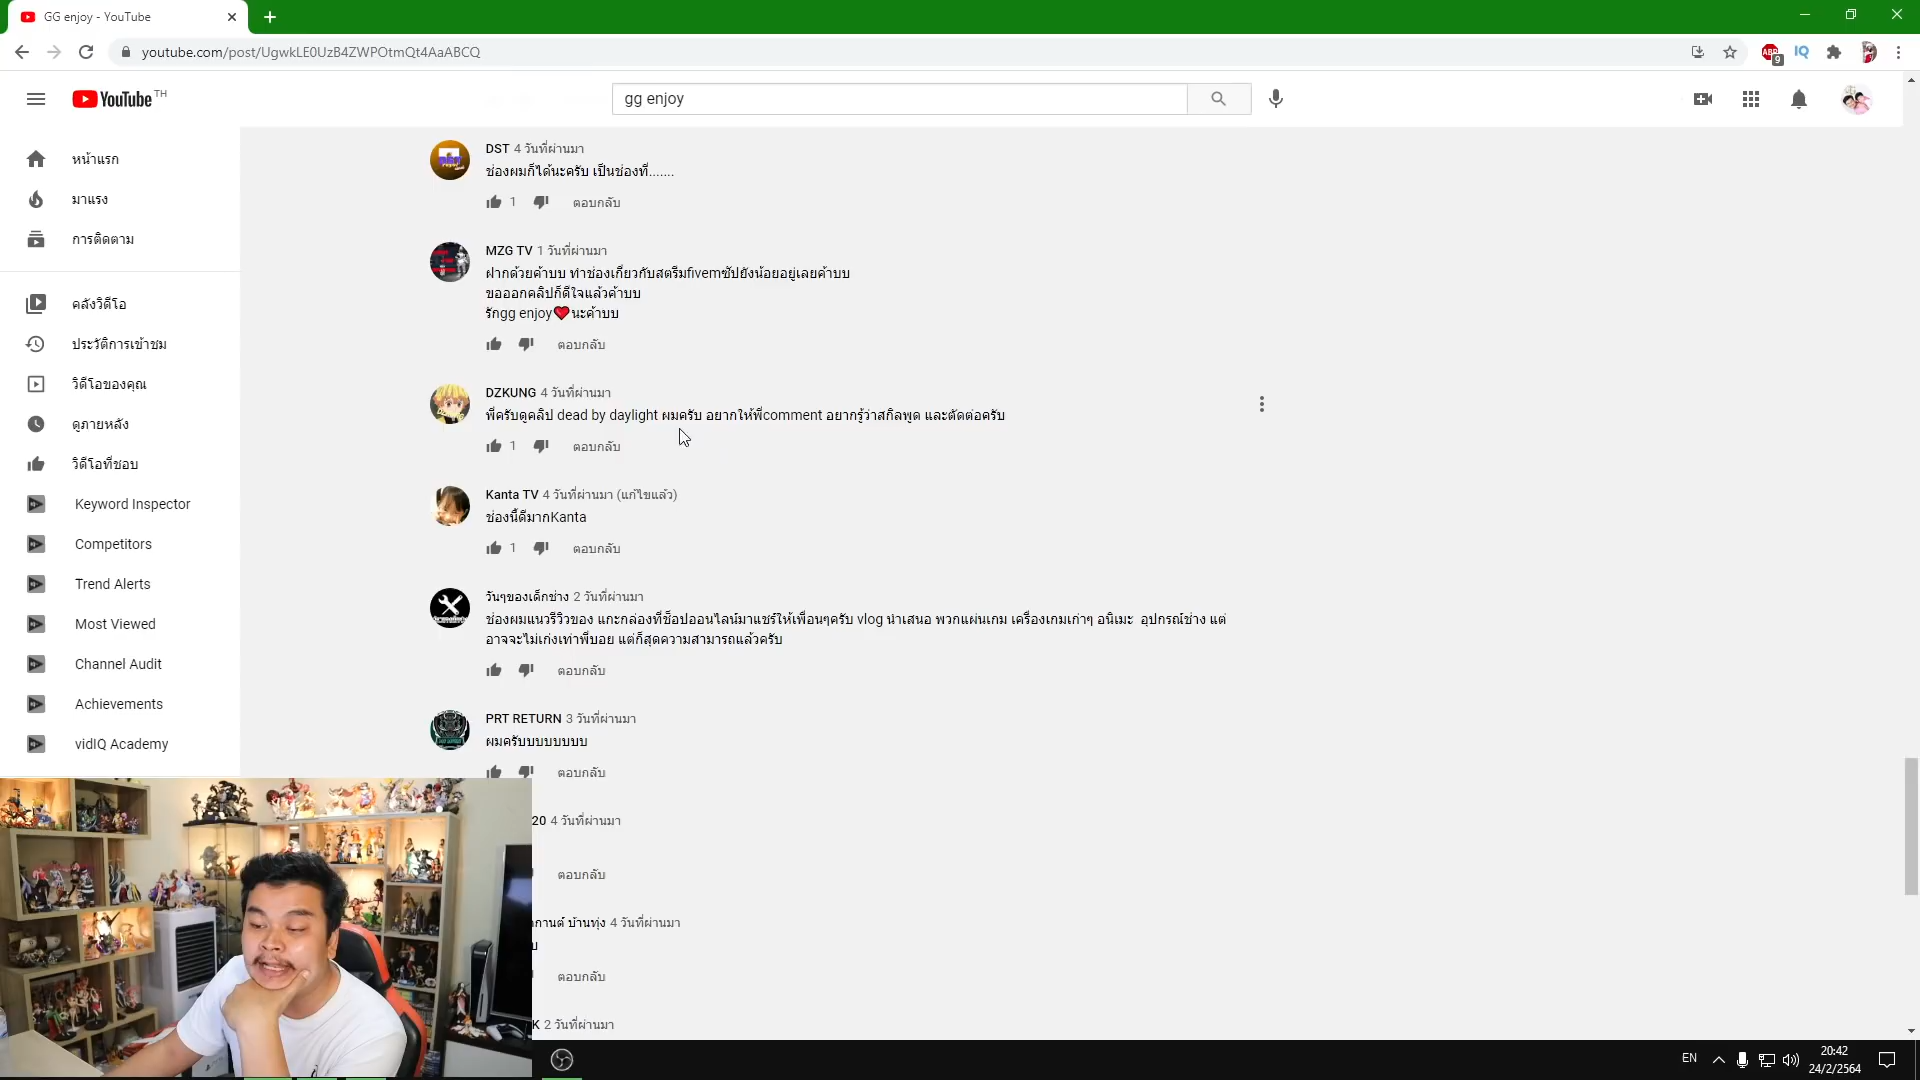 GG enjoy - YouTube
youtube.com/post/UgwkLE0UzB4ZWPOtmQt4AaABCQ
ABP
9
IQ
YouTube TH
gg enjoy
หน้าแรก
มาแรง
การติดตาม
คลังวิดีโอ
ประวัติการเข้าชม
วิดีโอของคุณ
ดูภายหลัง
วิดีโอที่ชอบ
Keyword Inspector
Competitors
Trend Alerts
Most Viewed
Channel Audit
Achievements
vidIQ Academy
DST 4 วันที่ผ่านมา
ช่องผมก็ได้นะครับ เป็นช่องที่.......
1 ตอบกลับ
MZG TV 1 วันที่ผ่านมา
ฝากด้วยค้าบบ ทำช่องเกี่ยวกับสตรีมfivemซัปยังน้อยอยู่เลยค้าบบ
ขอออกคลิปก็ดีใจแล้วค้าบบ
รักgg enjoy❤นะค้าบบ
ตอบกลับ
DZKUNG 4 วันที่ผ่านมา
พี่ครับดูคลิป dead by daylight ผมครับ อยากให้พี่comment อยากรู้ว่าสกิลพูด และตัดต่อครับ
1 ตอบกลับ
Kanta TV 4 วันที่ผ่านมา (แก้ไขแล้ว)
ช่องนี้ดีมากKanta
1 ตอบกลับ
วันๆของเด็กช่าง 2 วันที่ผ่านมา
ช่องผมแนวรีวิวของ แกะกล่องที่ช็อปออนไลน์มาแชร์ให้เพื่อนๆครับ vlog นำเสนอ พวกแผ่นเกม เครื่องเกมเก่าๆ อนิเมะ อุปกรณ์ช่าง แต่
อาจจะไม่เก่งเท่าพี่บอย แต่ก็สุดความสามารถแล้วครับ
ตอบกลับ
PRT RETURN 3 วันที่ผ่านมา
ผมครับบบบบบบบ
ตอบกลับ
20 4 วันที่ผ่านมา
ตอบกลับ
กานต์ บ้านทุ่ง 4 วันที่ผ่านมา
บ
ตอบกลับ
K 2 วันที่ผ่านมา
EN
20:42
24/2/2564